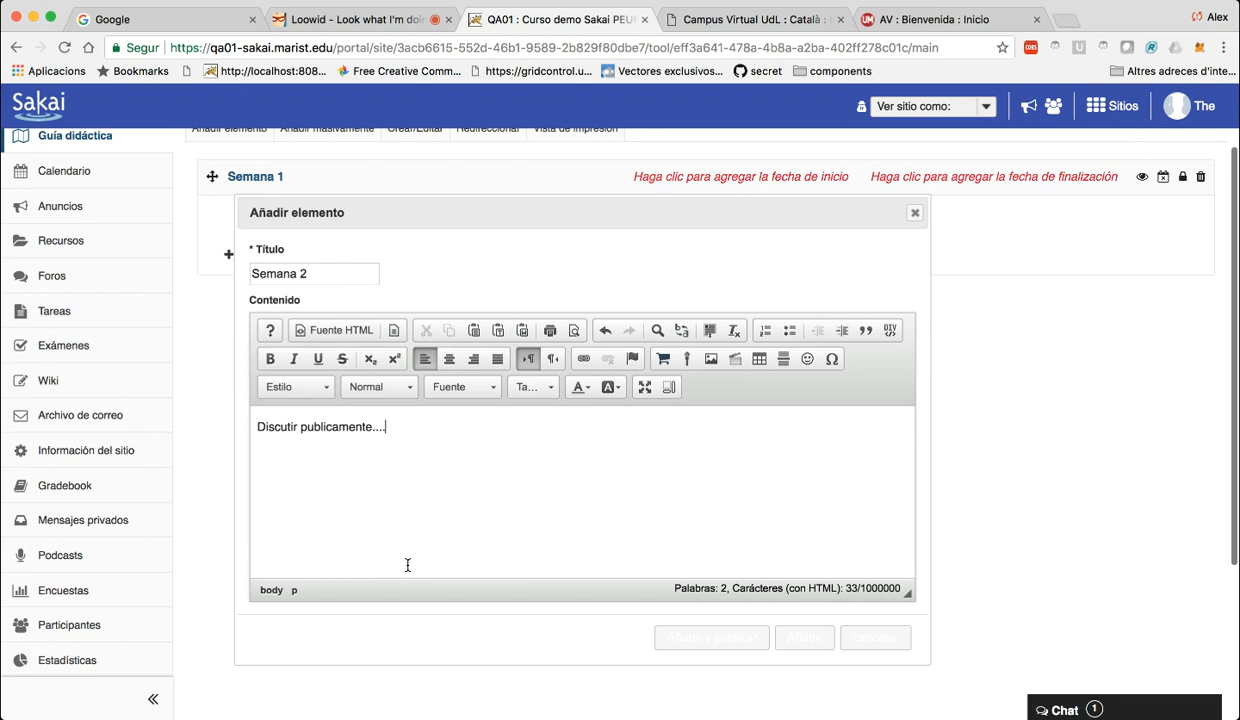 Google
Loowid - Look what I'm doin
QA01 : Curso demo Sakai PEU
Campus Virtual UdL : Català :
AV : Bienvenida : Inicio
Alex
Segur
https://qa01-sakai.marist.edu/portal/site/3acb6615-552d-46b1-9589-2b829f80dbe7/tool/eff3a641-478a-4b8a-a2ba-402ff278c01c/main
Aplicacions
Bookmarks
http://localhost:808...
Free Creative Comm...
https://gridcontrol.u...
Vectores exclusivos...
secret
components
Altres adreces d'inte...
Sakai
Ver sitio como:
Sitios
The
Guía didáctica
Calendario
Anuncios
Recursos
Foros
Tareas
Exámenes
Wiki
Archivo de correo
Información del sitio
Gradebook
Mensajes privados
Podcasts
Encuestas
Participantes
Estadísticas
Añadir elemento
Añadir masivamente
Crear/Editar
Redireccionar
Vista de impresión
Semana 1
Haga clic para agregar la fecha de inicio
Haga clic para agregar la fecha de finalización
Añadir elemento
* Título
Semana 2
Contenido
Fuente HTML
Estilo
Normal
Fuente
Ta...
Discutir publicamente....
body p
Palabras: 2, Carácteres (con HTML): 33/1000000
Añadir y publicar
Añadir
cancelar
Chat 1